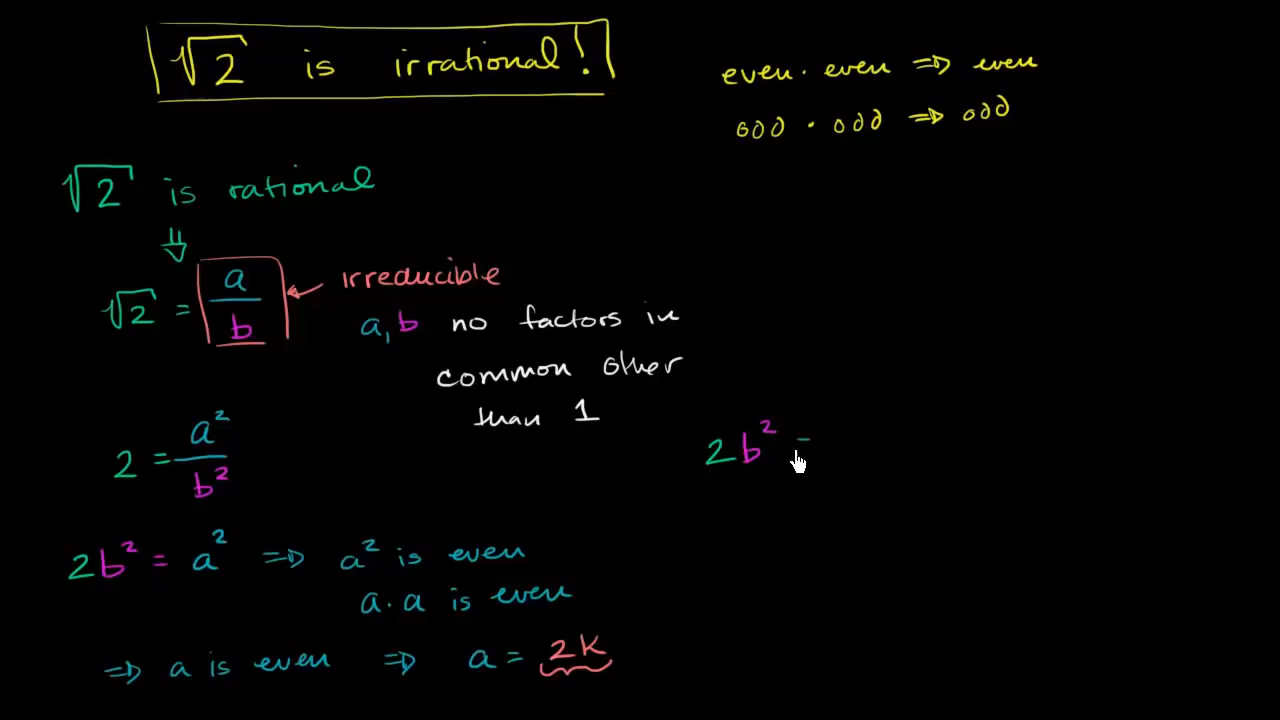 √2 is irrational!
even · even ⇒ even
odd · odd ⇒ odd
√2 is rational
⇓
√2 = a/b ← irreducible
a, b no factors in
common other
than 1
2 = a²/b²
2b² = a² ⇒ a² is even
a · a is even
⇒ a is even ⇒ a = 2k
2b² =